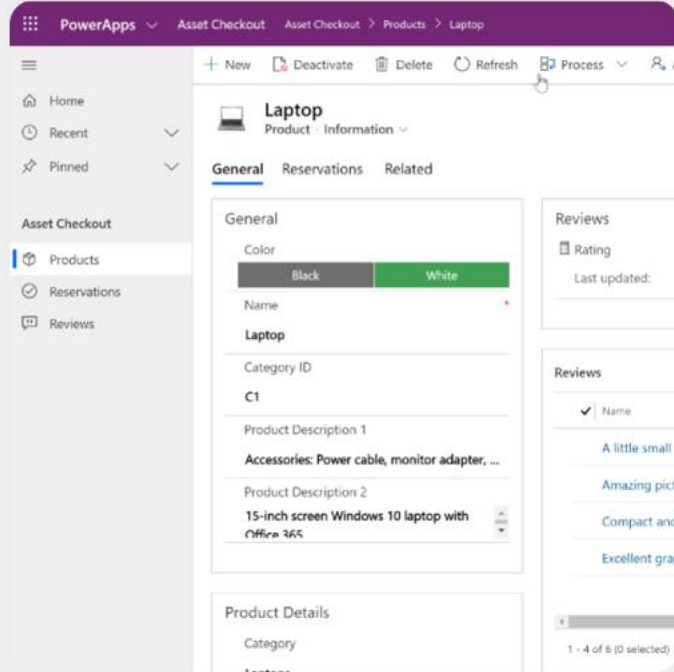 PowerApps Asset Checkout Asset Checkout > Products > Laptop
New Deactivate Delete Refresh Process
Home
Recent
Pinned
Asset Checkout
Products
Reservations
Reviews
Laptop
Product · Information
General Reservations Related
General
Color
Black White
Name *
Laptop
Category ID
C1
Product Description 1
Accessories: Power cable, monitor adapter, ...
Product Description 2
15-inch screen Windows 10 laptop with
Office 365
Product Details
Category
Laptops
Reviews
Rating
Last updated:
Reviews
Name
A little small
Amazing pict
Compact and
Excellent gra
1 - 4 of 6 (0 selected)